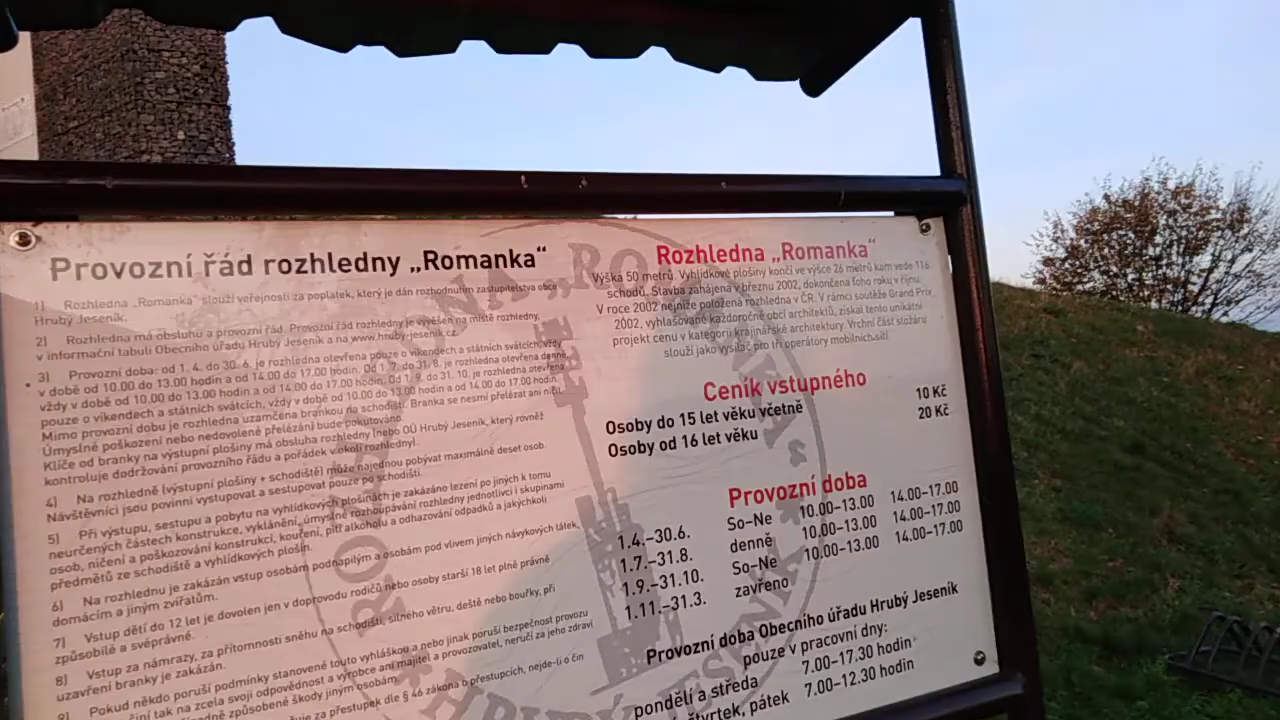 Provozní řád rozhledny „Romanka“
1) Rozhledna „Romanka“ slouží veřejnosti za poplatek, který je dán rozhodnutím zastupitelstva obce
Hrubý Jeseník.
2) Rozhledna má obsluhu a provozní řád. Provozní řád rozhledny je vyvěšen na místě rozhledny,
v informační tabuli Obecního úřadu Hrubý Jeseník a na www.hruby-jesenik.cz.
3) Provozní doba: od 1. 4. do 30. 6. je rozhledna otevřena pouze o víkendech a státních svátcích, vždy
v době od 10.00 do 13.00 hodin a od 14.00 do 17.00 hodin. Od 1. 7. do 31. 8. je rozhledna otevřena denně,
vždy v době od 10.00 do 13.00 hodin a od 14.00 do 17.00 hodin. Od 1. 9. do 31. 10. je rozhledna otevřena
pouze o víkendech a státních svátcích, vždy v době od 10.00 do 13.00 hodin a od 14.00 do 17.00 hodin.
Mimo provozní dobu je rozhledna uzamčena brankou na schodišti. Branka se nesmí přelézat ani ničit.
Úmyslné poškození nebo nedovolené přelézání bude pokutováno.
Klíče od branky na výstupní plošiny má obsluha rozhledny (nebo OÚ Hrubý Jeseník, který rovněž
kontroluje dodržování provozního řádu a pořádek v okolí rozhledny).
4) Na rozhledně (výstupní plošiny + schodiště) může najednou pobývat maximálně deset osob.
Návštěvníci jsou povinni vystupovat a sestupovat pouze po schodišti.
5) Při výstupu, sestupu a pobytu na vyhlídkových plošinách je zakázáno lezení po jiných k tomu
neurčených částech konstrukce, vyklánění, úmyslné rozhoupávání rozhledny jednotlivci i skupinami
osob, ničení a poškozování konstrukcí, kouření, pití alkoholu a odhazování odpadků a jakýchkoli
předmětů ze schodiště a vyhlídkových plošin.
6) Na rozhlednu je zakázán vstup osobám podnapilým a osobám pod vlivem jiných návykových látek,
domácím a jiným zvířatům.
7) Vstup dětí do 12 let je dovolen jen v doprovodu rodičů nebo osoby starší 18 let plně právně
způsobilé a svéprávné.
8) Vstup za námrazy, za přítomnosti sněhu na schodišti, silného větru, deště nebo bouřky, při
uzavření branky je zakázán.
9) Pokud někdo poruší podmínky stanovené touto vyhláškou a nebo jinak poruší bezpečnost provozu
činí tak na zcela svoji odpovědnost a výrobce ani majitel a provozovatel, neručí za jeho zdraví
způsobené škody jiným osobám.
za přestupek dle § 46 zákona o přestupcích, nejde-li o čin
Rozhledna „Romanka“
Výška 50 metrů. Vyhlídkové plošiny končí ve výšce 26 metrů kam vede 116
schodů. Stavba zahájena v březnu 2002, dokončena toho roku v říjnu.
V roce 2002 nejníže položená rozhledna v ČR. V rámci soutěže Grand Prix
2002, vyhlašované každoročně obcí architektů, získal tento unikátní
projekt cenu v kategorii krajinářské architektury. Vrchní část stožáru
slouží jako vysílač pro tři operátory mobilních sítí.
Ceník vstupného
Osoby do 15 let věku včetně 10 Kč
Osoby od 16 let věku 20 Kč
Provozní doba
1.4.–30.6. So–Ne 10.00–13.00 14.00–17.00
1.7.–31.8. denně 10.00–13.00 14.00–17.00
1.9.–31.10. So–Ne 10.00–13.00 14.00–17.00
1.11.–31.3. zavřeno
Provozní doba Obecního úřadu Hrubý Jeseník
pouze v pracovní dny:
pondělí a středa 7.00–17.30 hodin
čtvrtek, pátek 7.00–12.30 hodin